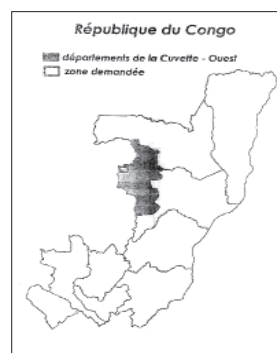 République du Congo
départements de la Cuvette - Ouest
zone demandée